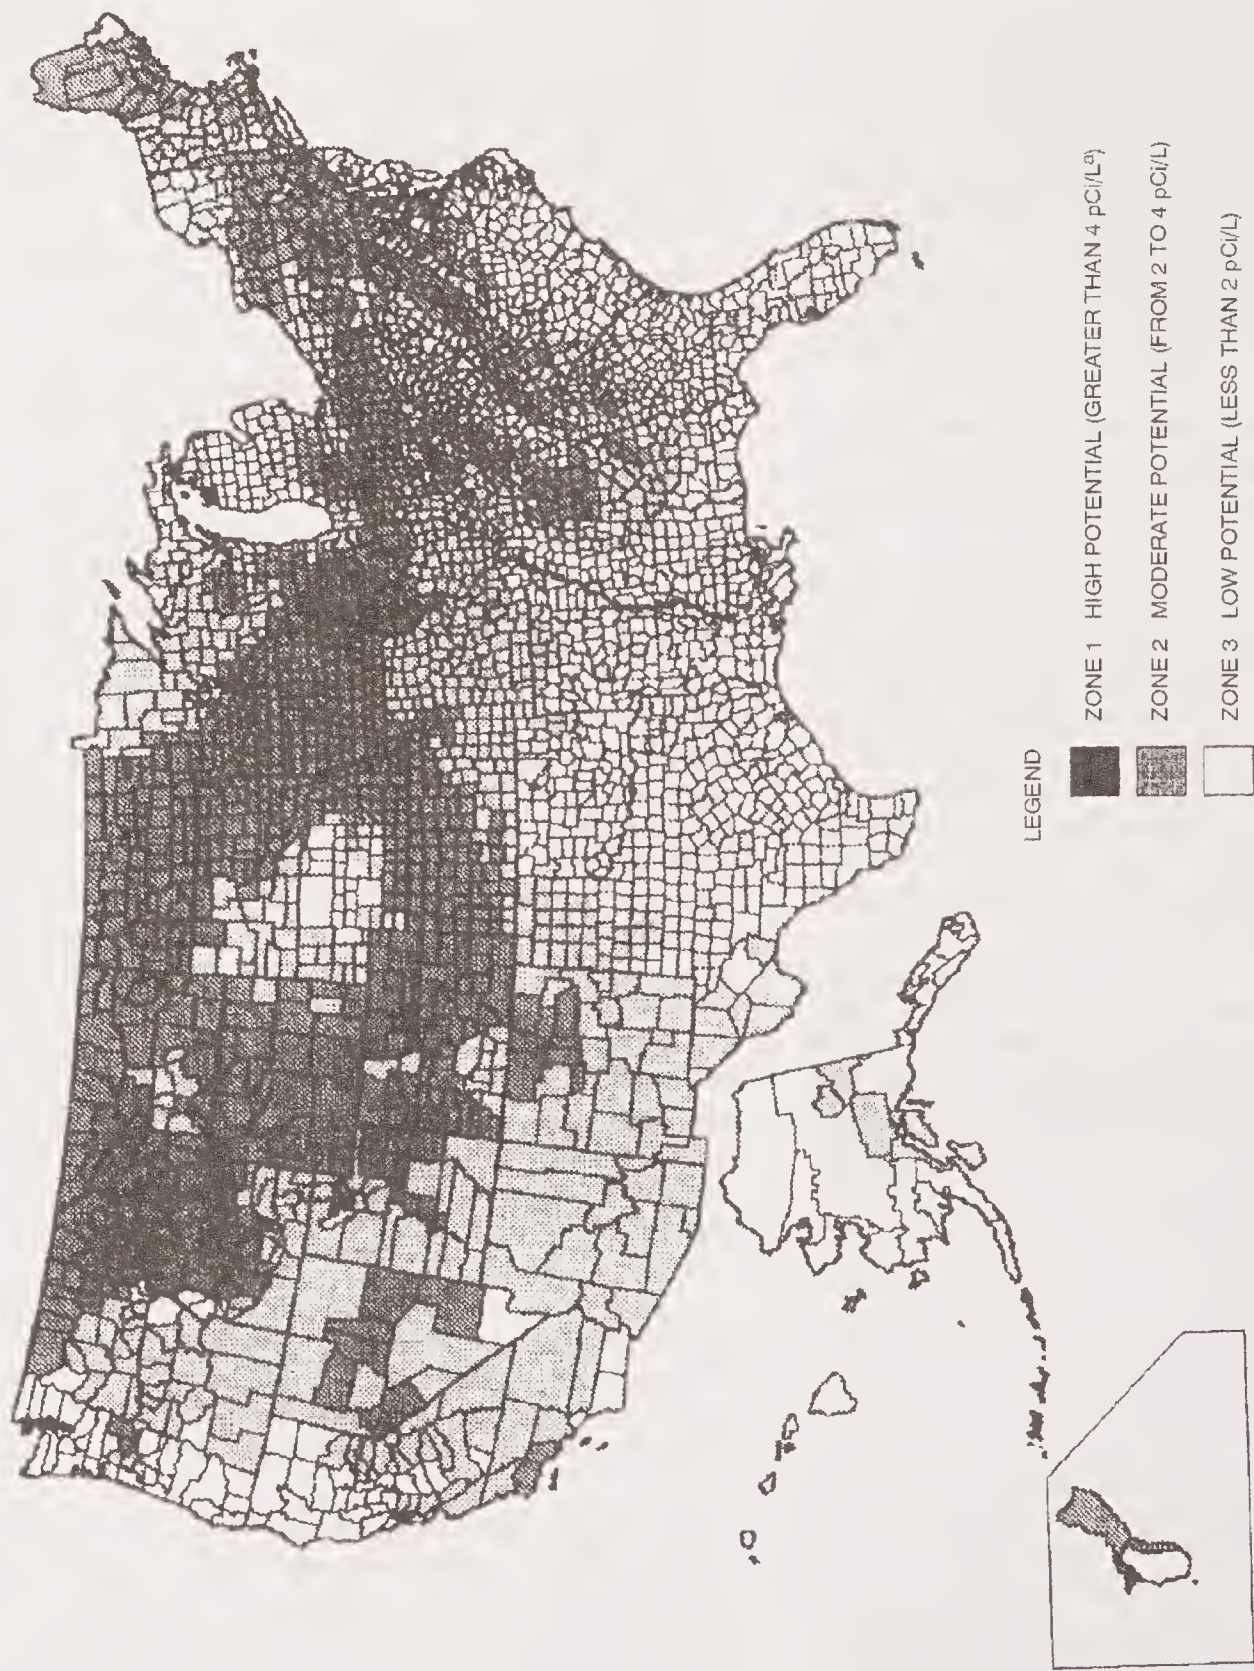 LEGEND
ZONE 1 HIGH POTENTIAL (GREATER THAN 4 pCi/Lª)
ZONE 2 MODERATE POTENTIAL (FROM 2 TO 4 pCi/L)
ZONE 3 LOW POTENTIAL (LESS THAN 2 pCi/L)